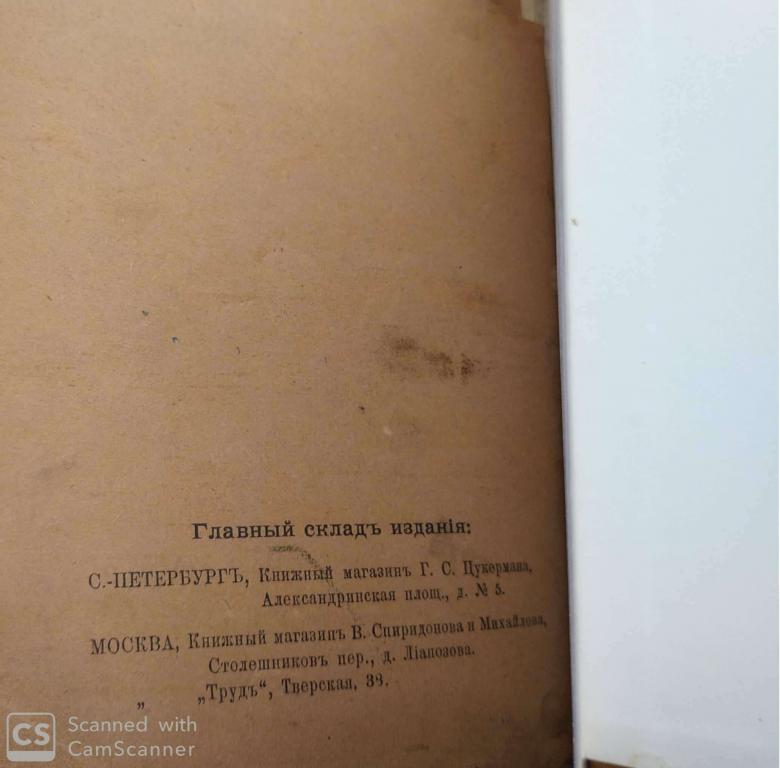 Главный складъ изданія:
С.-ПЕТЕРБУРГЪ, Книжный магазинъ Г. С. Цукермана,
Александринская площ., д. № 5.
МОСКВА, Книжный магазинъ В. Спиридонова и Михайлова,
Столешниковъ пер., д. Ліанозова.
„ „Трудъ“, Тверская, 38.
CS Scanned with
CamScanner